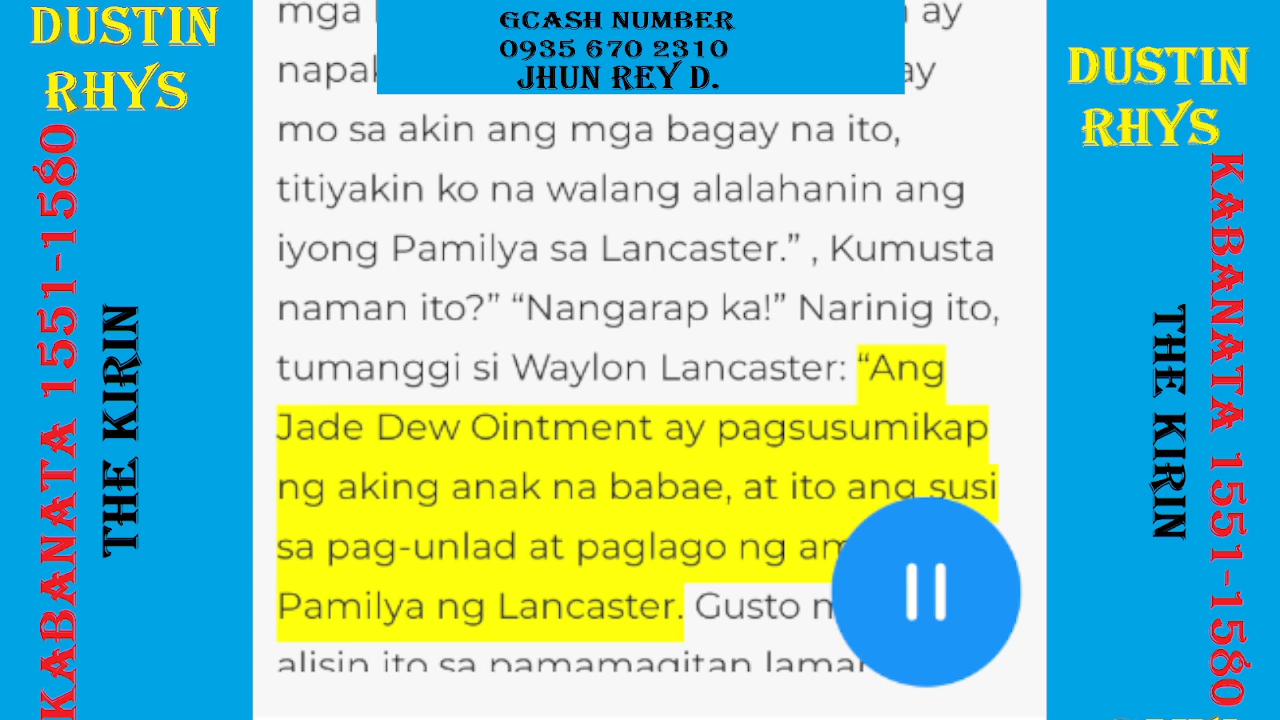 DUSTIN
RHYS
KABANATA 1551-1580
THE KIRIN
GCASH NUMBER
0935 670 2310
JHUN REY D.
mga ay
ay
mo sa akin ang mga bagay na ito,
titiyakin ko na walang alalahanin ang
iyong Pamilya sa Lancaster.” , Kumusta
naman ito?” “Nangarap ka!” Narinig ito,
tumanggi si Waylon Lancaster: “Ang
Jade Dew Ointment ay pagsusumikap
ng aking anak na babae, at ito ang susi
sa pag-unlad at paglago ng
Pamilya ng Lancaster. Gusto
alisin ito sa pamamagitan
DUSTIN
RHYS
KABANATA 1551-1580
THE KIRIN